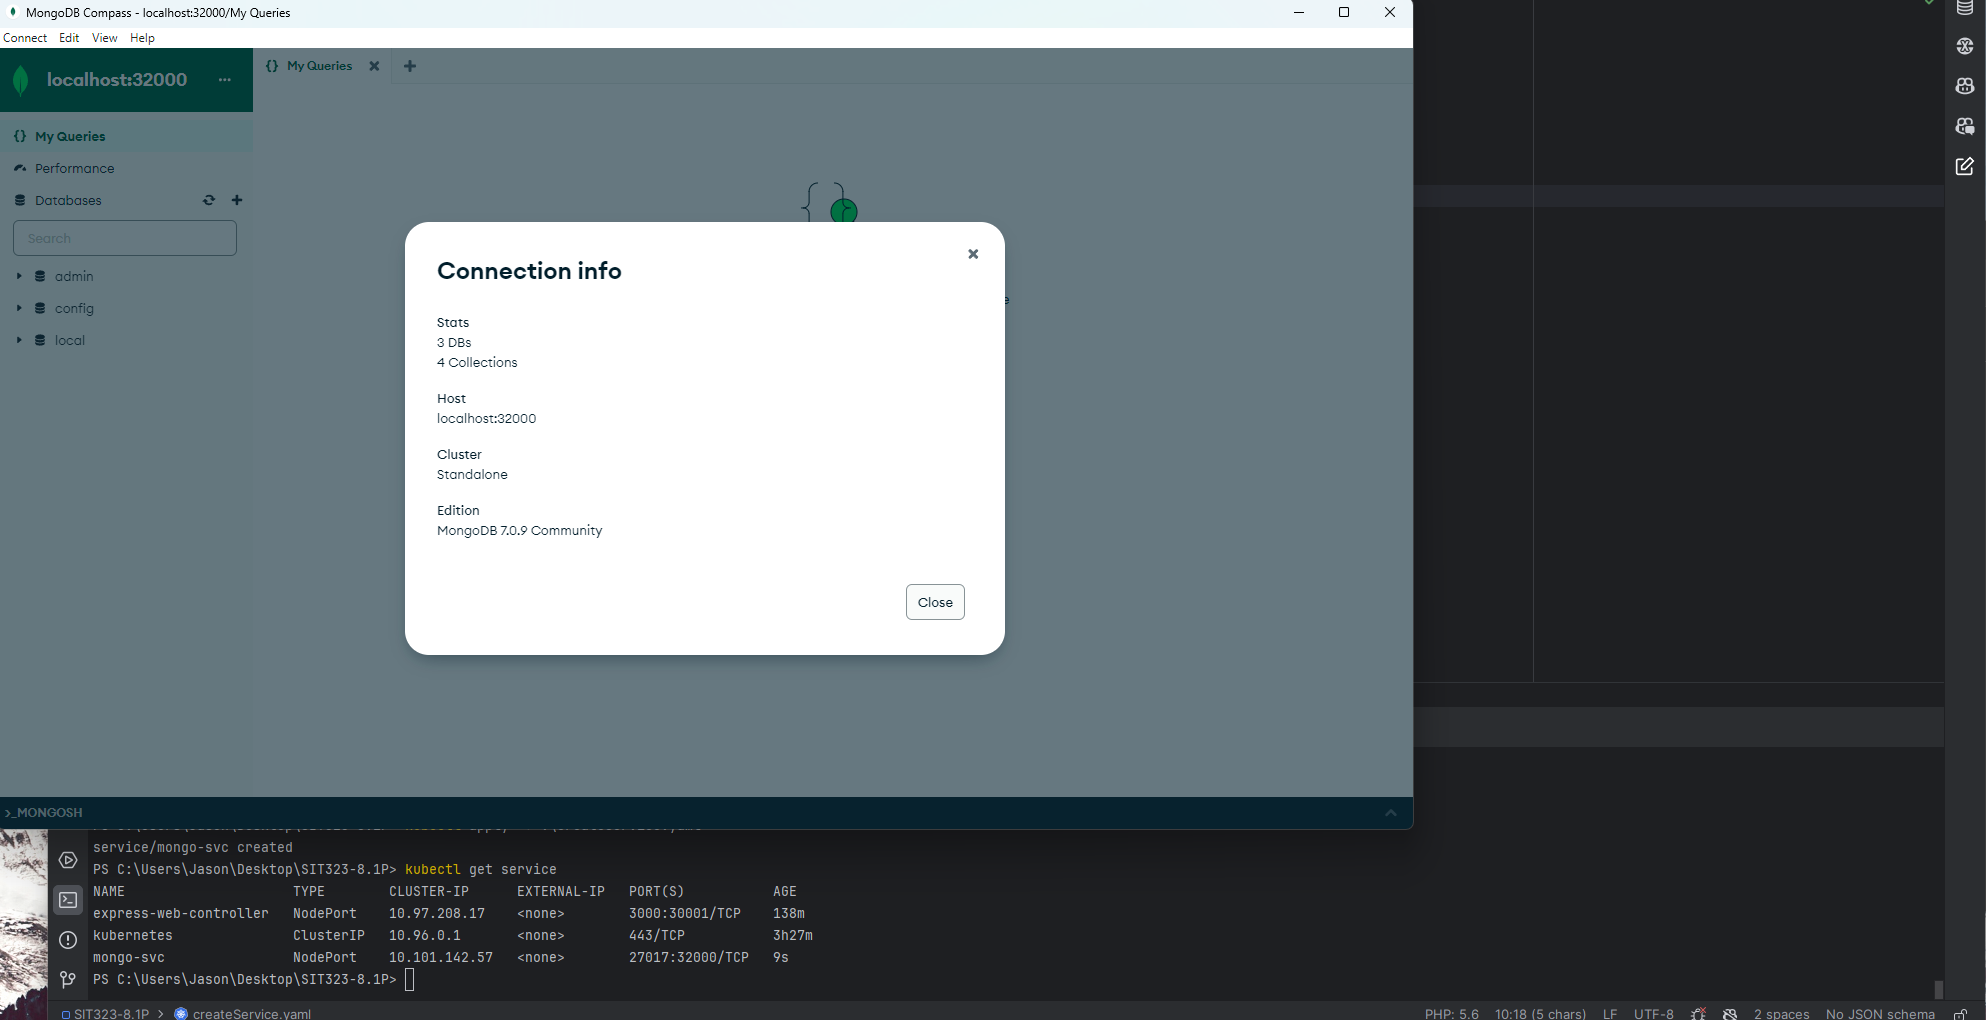 MongoDB Compass - localhost:32000/My Queries
Connect Edit View Help
localhost:32000 ...
{} My Queries
My Queries
Performance
Databases
Search
admin
config
local
Connection info
Stats
3 DBs
4 Collections
Host
localhost:32000
Cluster
Standalone
Edition
MongoDB 7.0.9 Community
Close
>_MONGOSH
service/mongo-svc created
PS C:\Users\Jason\Desktop\SIT323-8.1P> kubectl get service
NAME TYPE CLUSTER-IP EXTERNAL-IP PORT(S) AGE
express-web-controller NodePort 10.97.208.17 <none> 3000:30001/TCP 138m
kubernetes ClusterIP 10.96.0.1 <none> 443/TCP 3h27m
mongo-svc NodePort 10.101.142.57 <none> 27017:32000/TCP 9s
PS C:\Users\Jason\Desktop\SIT323-8.1P>
SIT323-8.1P > createService.yaml
PHP: 5.6 10:18 (5 chars) LF UTF-8 2 spaces No JSON schema